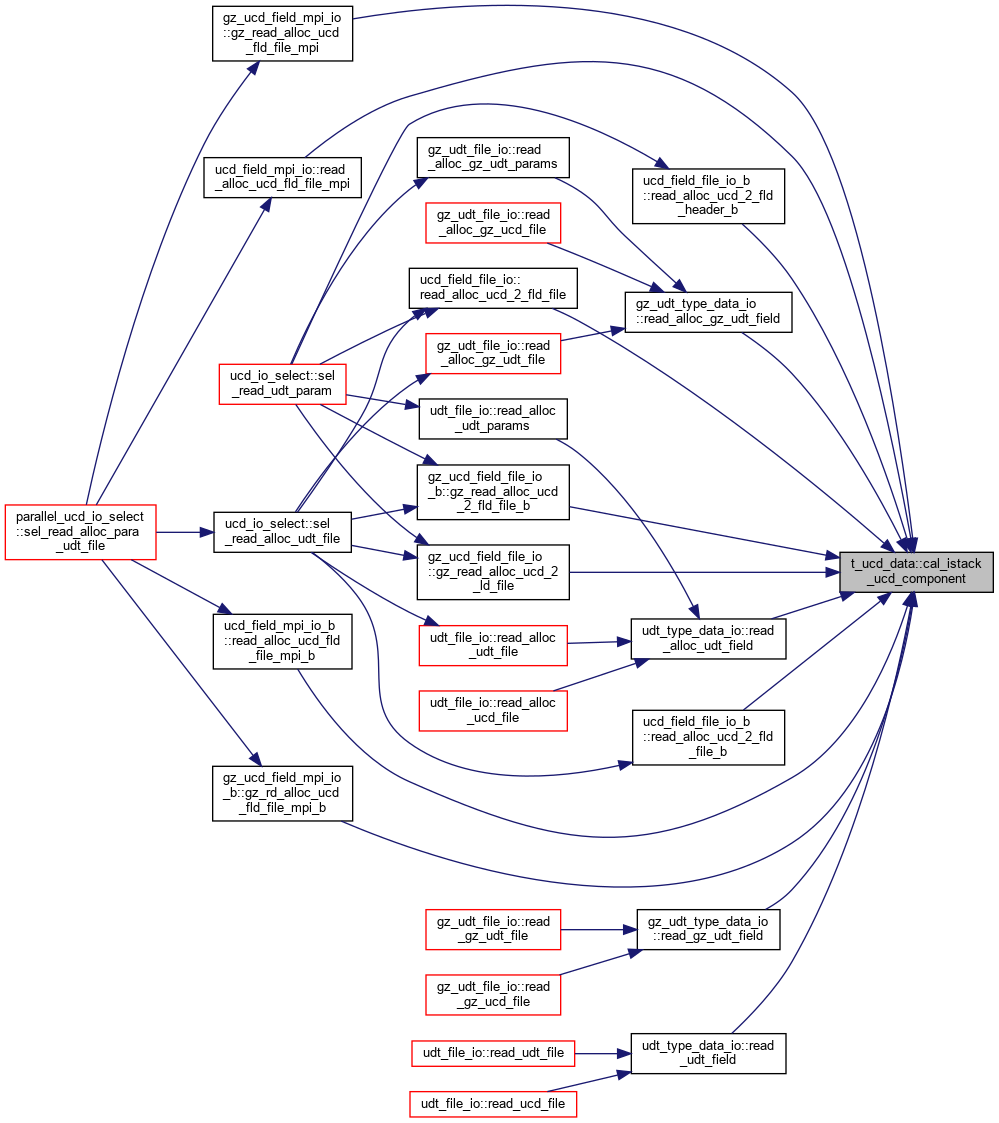 gz_ucd_field_mpi_io
::gz_read_alloc_ucd
_fld_file_mpi
ucd_field_mpi_io::read
_alloc_ucd_fld_file_mpi
gz_udt_file_io::read
_alloc_gz_udt_params
ucd_field_file_io_b
::read_alloc_ucd_2_fld
_header_b
gz_udt_file_io::read
_alloc_gz_ucd_file
ucd_field_file_io::
read_alloc_ucd_2_fld_file
gz_udt_type_data_io
::read_alloc_gz_udt_field
gz_udt_file_io::read
_alloc_gz_udt_file
ucd_io_select::sel
_read_udt_param
udt_file_io::read_alloc
_udt_params
gz_ucd_field_file_io
_b::gz_read_alloc_ucd
_2_fld_file_b
parallel_ucd_io_select
::sel_read_alloc_para
_udt_file
ucd_io_select::sel
_read_alloc_udt_file
gz_ucd_field_file_io
::gz_read_alloc_ucd_2
_ld_file
t_ucd_data::cal_istack
_ucd_component
ucd_field_mpi_io_b
::read_alloc_ucd_fld
_file_mpi_b
udt_file_io::read_alloc
_udt_file
udt_type_data_io::read
_alloc_udt_field
udt_file_io::read_alloc
_ucd_file
ucd_field_file_io_b
::read_alloc_ucd_2_fld
_file_b
gz_ucd_field_mpi_io
_b::gz_rd_alloc_ucd
_fld_file_mpi_b
gz_udt_file_io::read
_gz_udt_file
gz_udt_type_data_io
::read_gz_udt_field
gz_udt_file_io::read
_gz_ucd_file
udt_file_io::read_udt_file
udt_type_data_io::read
_udt_field
udt_file_io::read_ucd_file